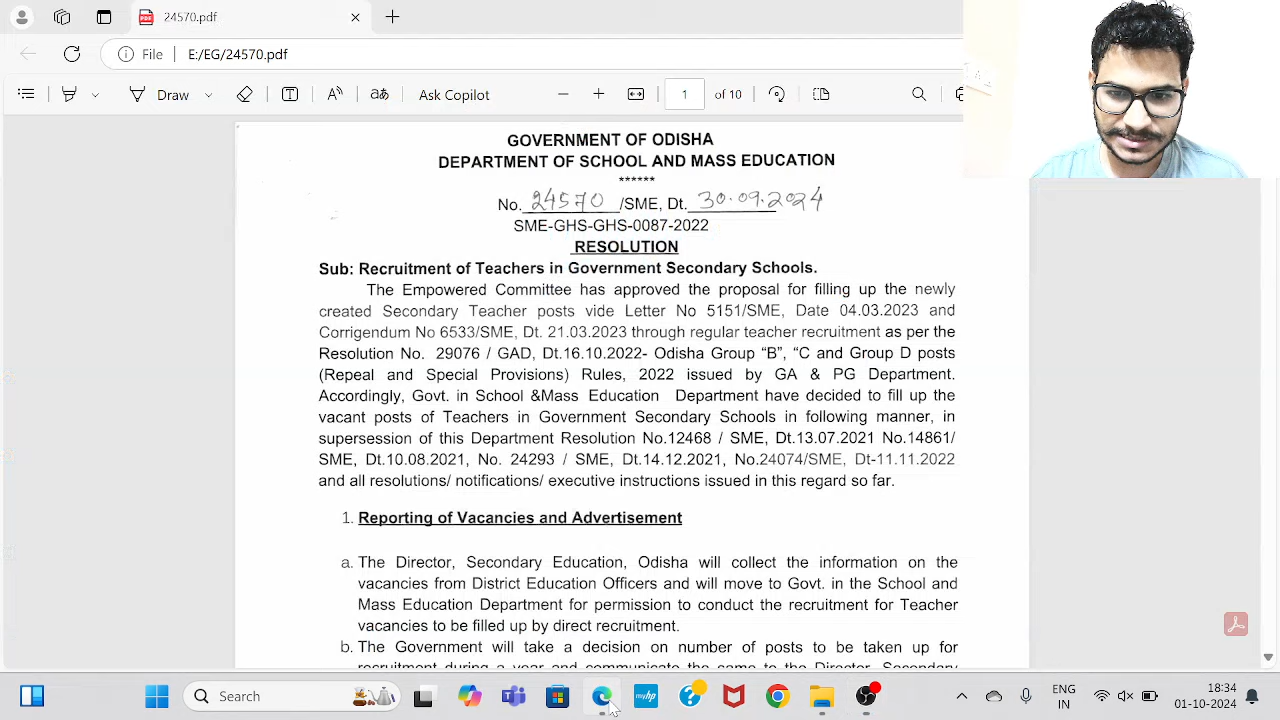 24570.pdf
File E:/EG/24570.pdf
Draw Ask Copilot 1 of 10
GOVERNMENT OF ODISHA
DEPARTMENT OF SCHOOL AND MASS EDUCATION
******
No. 24570 /SME, Dt. 30.09.2024
SME-GHS-GHS-0087-2022
RESOLUTION
Sub: Recruitment of Teachers in Government Secondary Schools.
The Empowered Committee has approved the proposal for filling up the newly
created Secondary Teacher posts vide Letter No 5151/SME, Date 04.03.2023 and
Corrigendum No 6533/SME, Dt. 21.03.2023 through regular teacher recruitment as per the
Resolution No. 29076 / GAD, Dt.16.10.2022- Odisha Group “B”, “C and Group D posts
(Repeal and Special Provisions) Rules, 2022 issued by GA & PG Department.
Accordingly, Govt. in School &Mass Education Department have decided to fill up the
vacant posts of Teachers in Government Secondary Schools in following manner, in
supersession of this Department Resolution No.12468 / SME, Dt.13.07.2021 No.14861/
SME, Dt.10.08.2021, No. 24293 / SME, Dt.14.12.2021, No.24074/SME, Dt-11.11.2022
and all resolutions/ notifications/ executive instructions issued in this regard so far.
1. Reporting of Vacancies and Advertisement
a. The Director, Secondary Education, Odisha will collect the information on the
vacancies from District Education Officers and will move to Govt. in the School and
Mass Education Department for permission to conduct the recruitment for Teacher
vacancies to be filled up by direct recruitment.
b. The Government will take a decision on number of posts to be taken up for
recruitment during a year and communicate the same to the Director, Secondary
Search
ENG
IN
18:34
01-10-2024